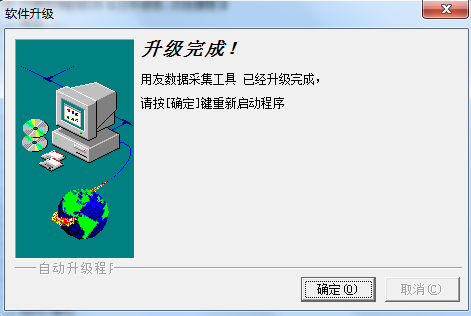 软件升级
升级完成！
用友数据采集工具 已经升级完成，
请按[确定]键重新启动程序
自动升级程序
确定(O)
取消(C)